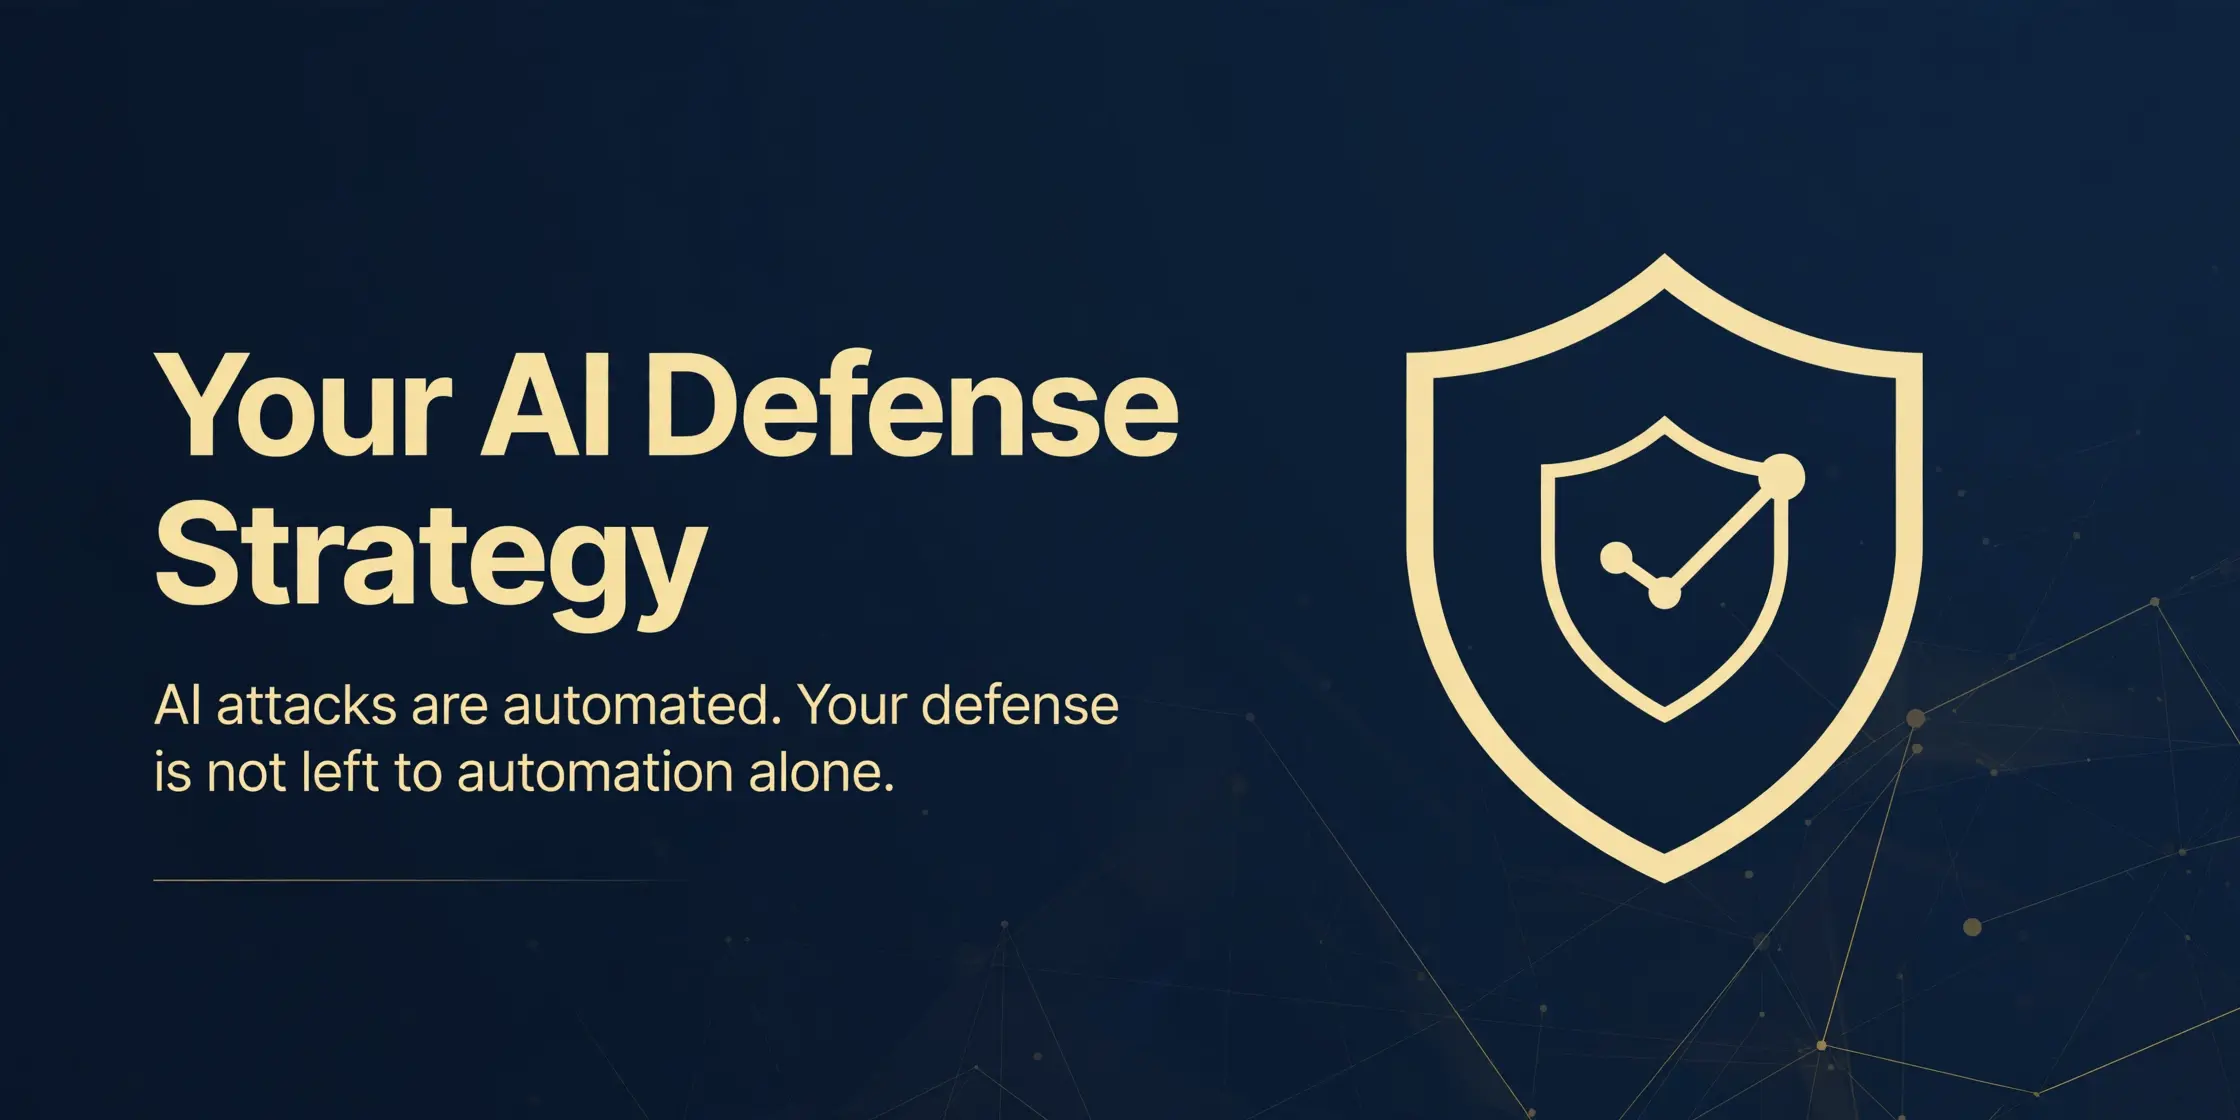 Your AI Defense
Strategy
AI attacks are automated. Your defense
is not left to automation alone.